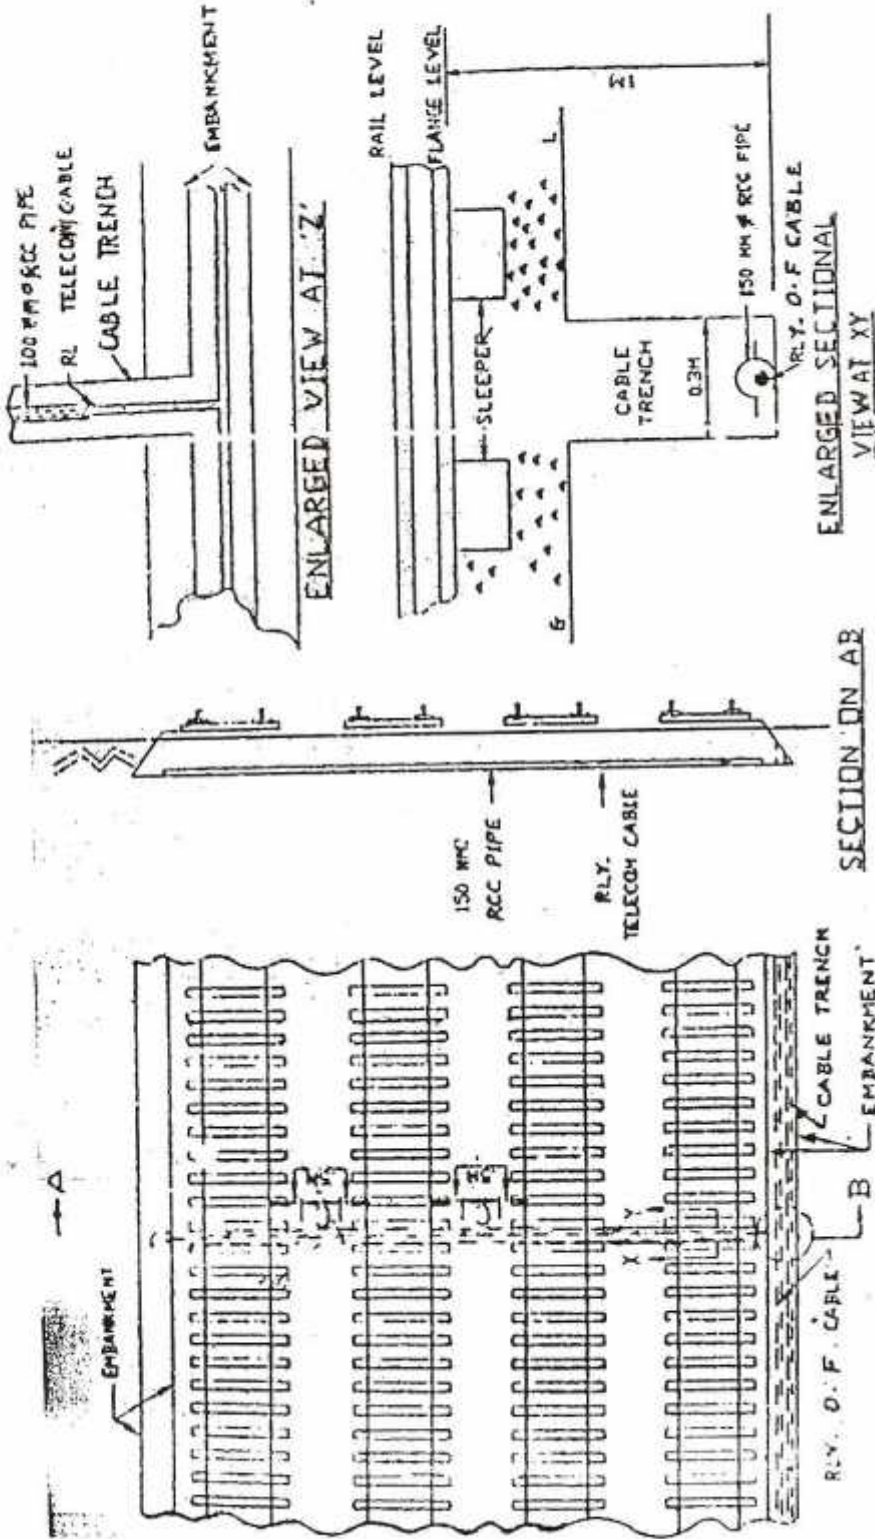 100 MM Φ RCC PIPE
RL TELECOM CABLE
CABLE TRENCH
EMBANKMENT
ENLARGED VIEW AT 'Z'
RAIL LEVEL
FLANGE LEVEL
1M
SLEEPER
G L
CABLE
TRENCH
0.3M
150 MM Φ RCC PIPE
RLY. O.F CABLE
ENLARGED SECTIONAL
VIEW AT XY
150 MM
RCC PIPE
RLY.
TELECOM CABLE
SECTION ON AB
A
EMBANKMENT
X
Y
B
RLY. O.F. CABLE
CABLE TRENCH
EMBANKMENT